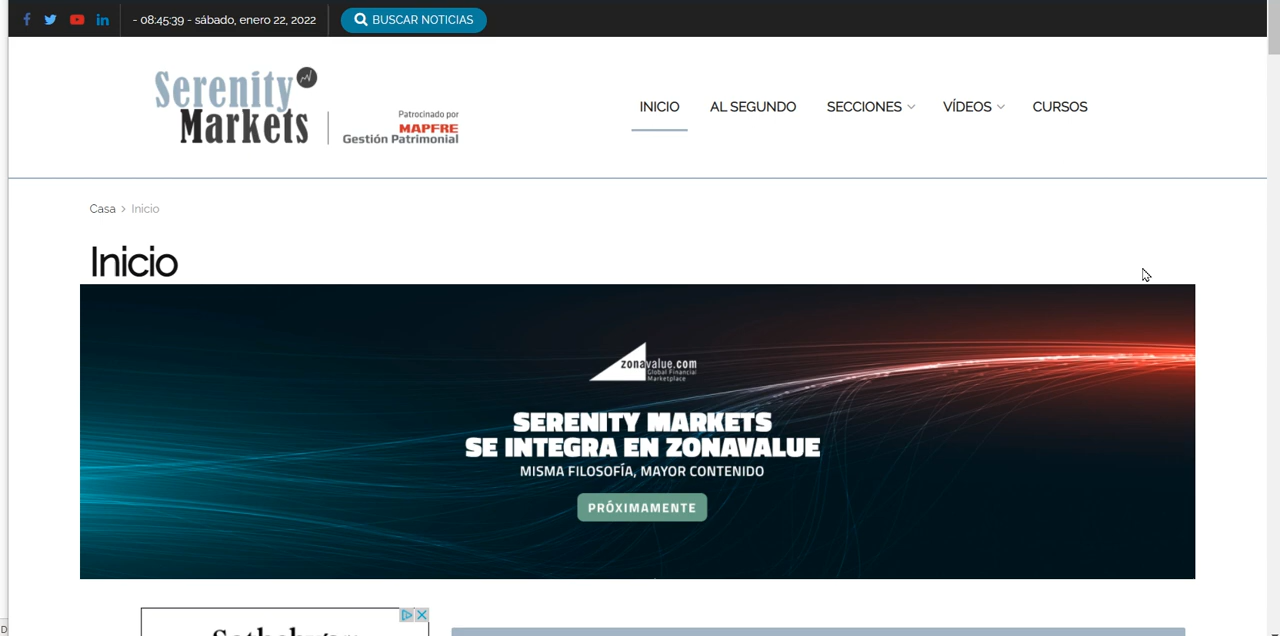 - 08:45:39 - sábado, enero 22, 2022
BUSCAR NOTICIAS
Serenity
Markets
Patrocinado por
MAPFRE
Gestión Patrimonial
INICIO
AL SEGUNDO
SECCIONES
VÍDEOS
CURSOS
Casa > Inicio
Inicio
zonavalue.com
Global Financial
Marketplace
SERENITY MARKETS
SE INTEGRA EN ZONAVALUE
MISMA FILOSOFÍA, MAYOR CONTENIDO
PRÓXIMAMENTE